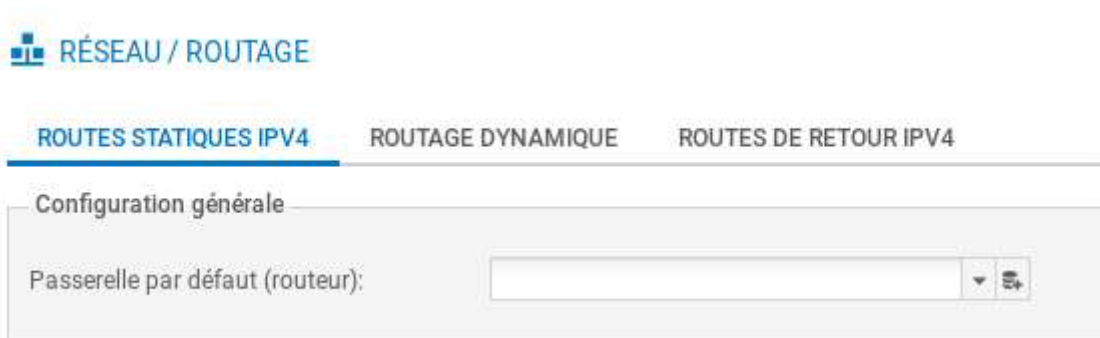 RÉSEAU / ROUTAGE
ROUTES STATIQUES IPV4 ROUTAGE DYNAMIQUE ROUTES DE RETOUR IPV4
Configuration générale
Passerelle par défaut (routeur):